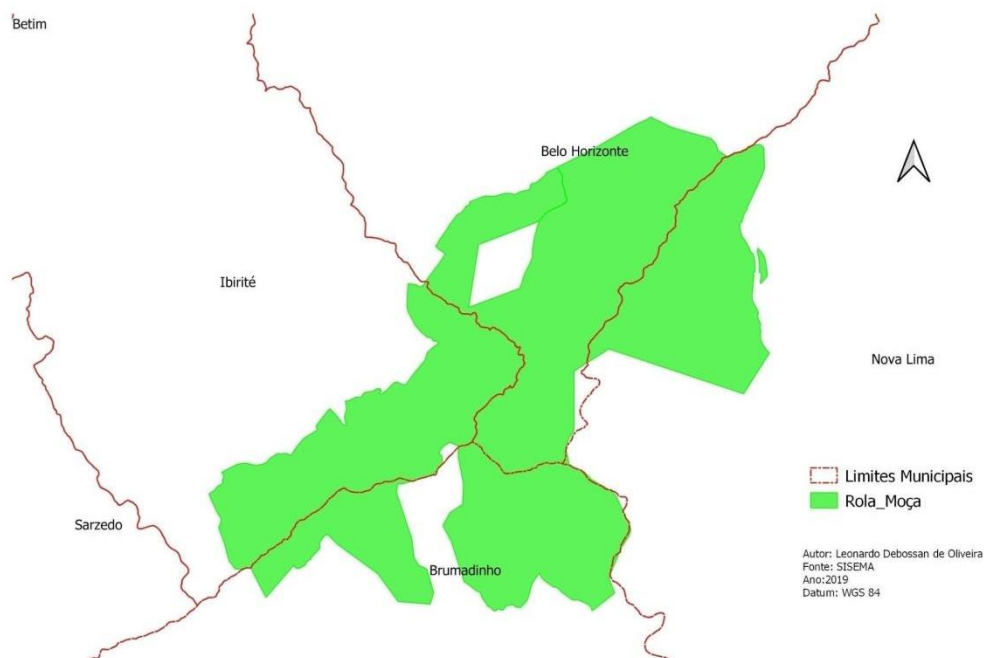 Betim
Belo Horizonte
Ibirité
Nova Lima
Limites Municipais
Rola_Moça
Sarzedo
Brumadinho
Autor: Leonardo Debossan de Oliveira
Fonte: SISEMA
Ano:2019
Datum: WGS 84